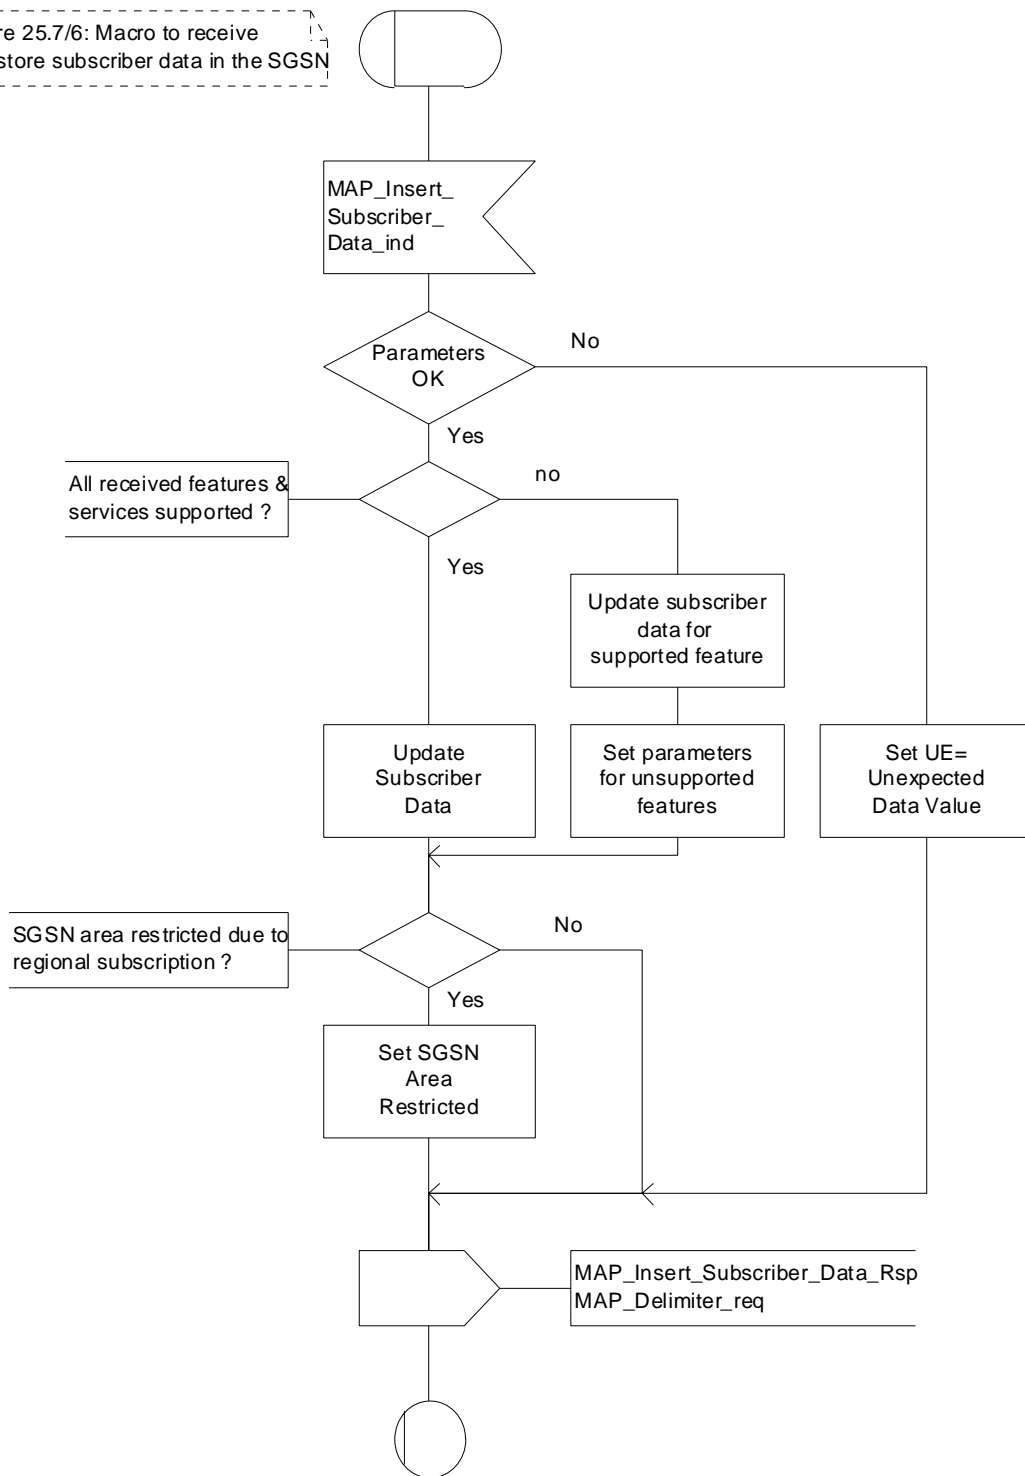 re 25.7/6: Macro to receive
store subscriber data in the SGSN
MAP_Insert_
Subscriber_
Data_ind
Parameters
OK
No
Yes
All received features &
services supported ?
no
Yes
Update subscriber
data for
supported feature
Update
Subscriber
Data
Set parameters
for unsupported
features
Set UE=
Unexpected
Data Value
SGSN area restricted due to
regional subscription ?
No
Yes
Set SGSN
Area
Restricted
MAP_Insert_Subscriber_Data_Rsp
MAP_Delimiter_req